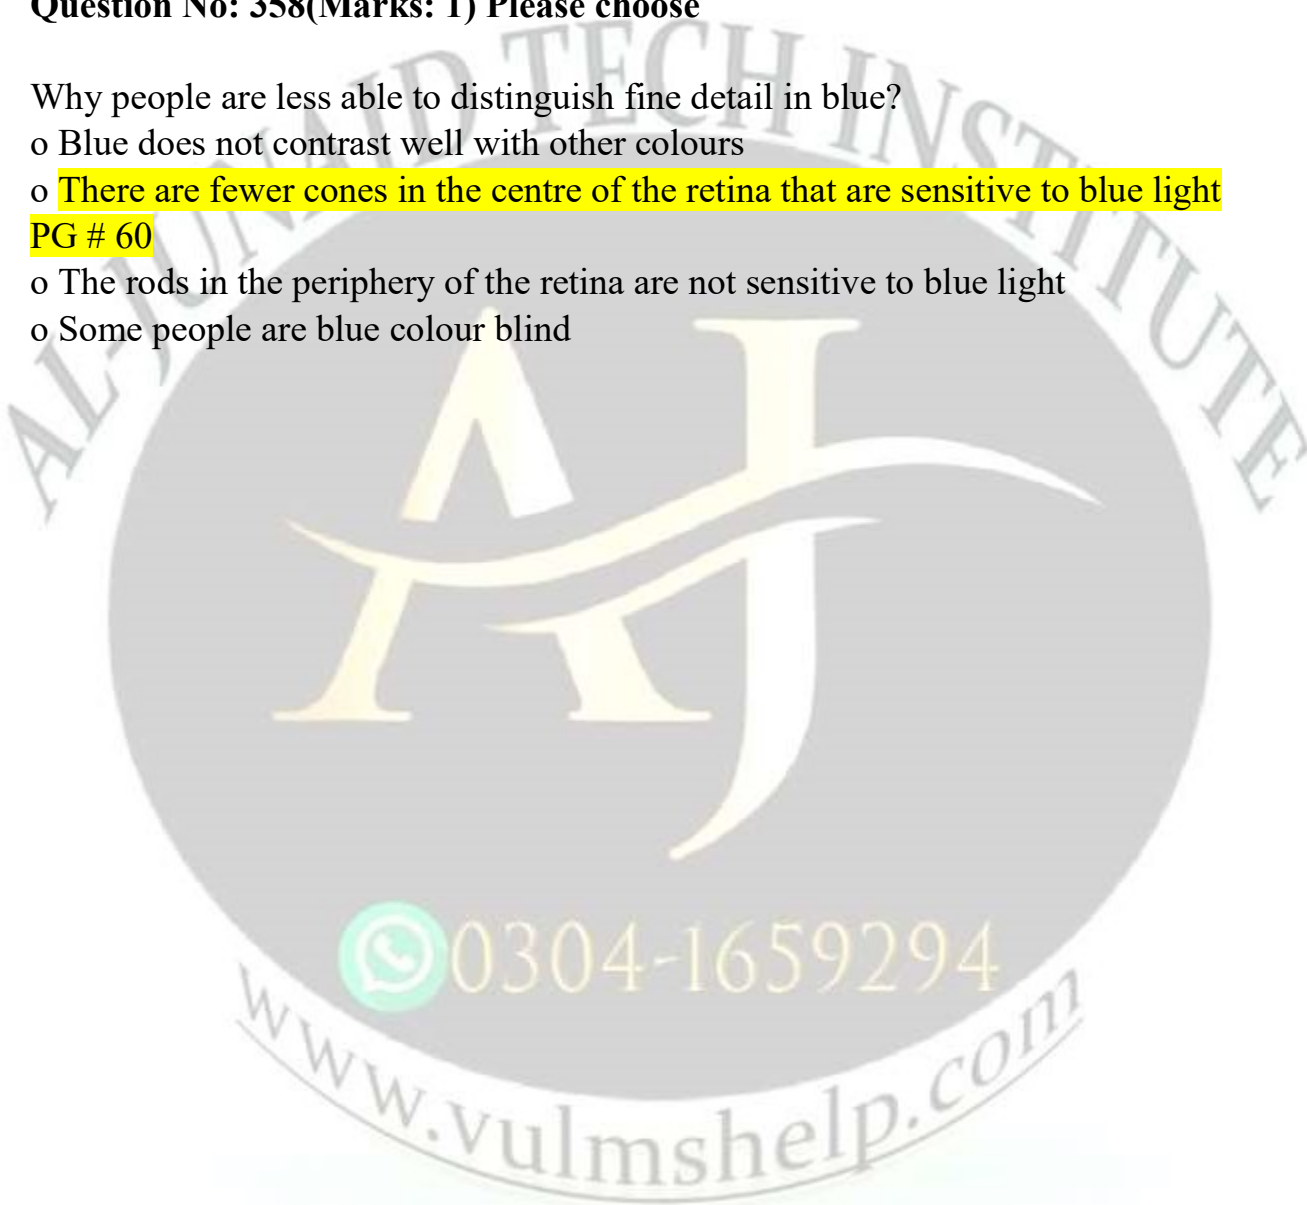 Question No: 358(Marks: 1) Please choose
Why people are less able to distinguish fine detail in blue?
o Blue does not contrast well with other colours
o There are fewer cones in the centre of the retina that are sensitive to blue light
PG # 60
o The rods in the periphery of the retina are not sensitive to blue light
o Some people are blue colour blind
AL-JUNAID TECH INSTITUTE
AJ
0304-1659294
www.vulmshelp.com